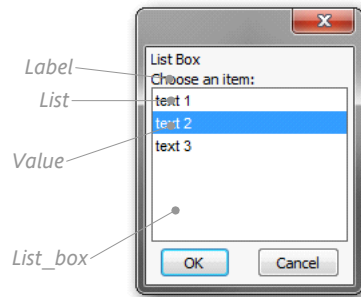 List Box
Label
Choose an item:
List
text 1
text 2
Value
text 3
List_box
OK
Cancel